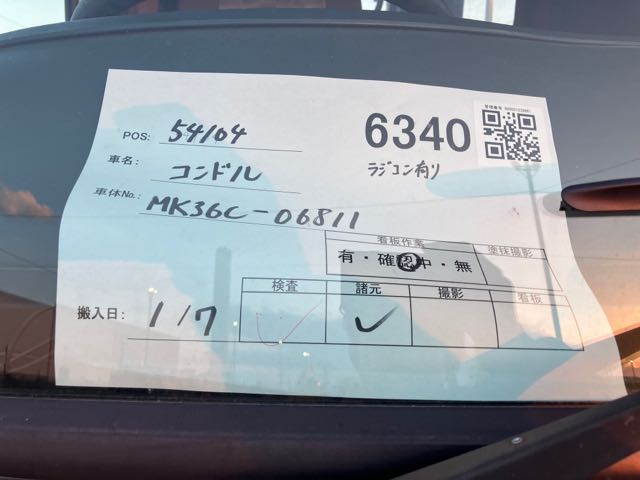 POS: 54104
6340
車名: コンドル
ラジコン有り
車体No.: MK36C-06811
看板作業
塗抹撮影
有・確認中・無
検査 諸元 撮影 看板
搬入日: 1/7